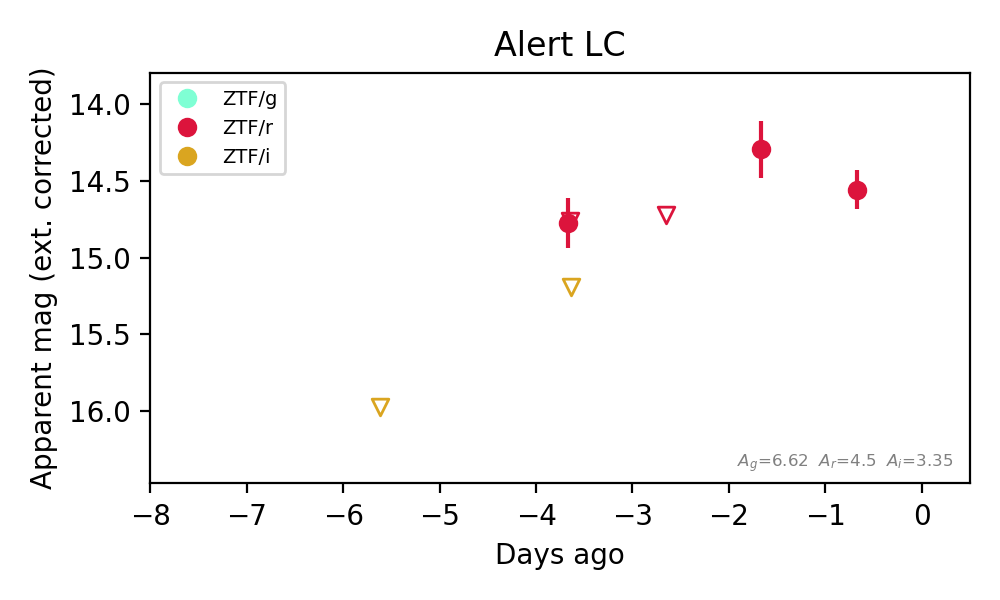 Alert LC
Apparent mag (ext. corrected)
14.0
14.5
15.0
15.5
16.0
ZTF/g
ZTF/r
ZTF/i
A_g=6.62 A_r=4.5 A_i=3.35
−8 −7 −6 −5 −4 −3 −2 −1 0
Days ago